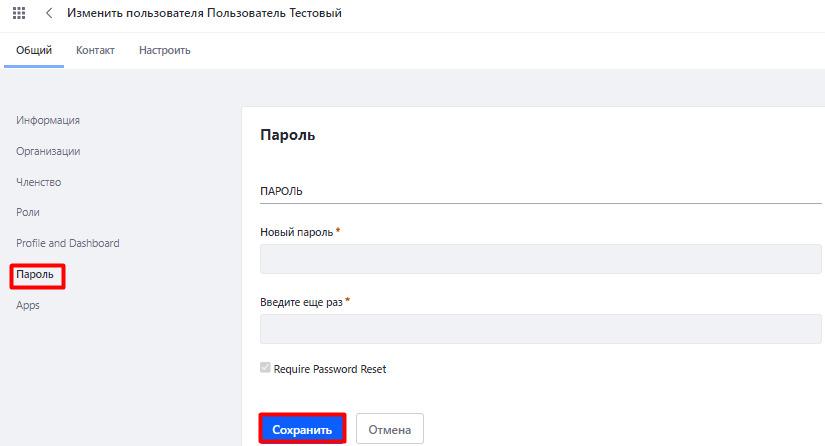 Изменить пользователя Пользователь Тестовый
Общий Контакт Настроить
Информация
Организации
Членство
Роли
Profile and Dashboard
Пароль
Apps
Пароль
ПАРОЛЬ
Новый пароль *
Введите еще раз *
Require Password Reset
Сохранить Отмена